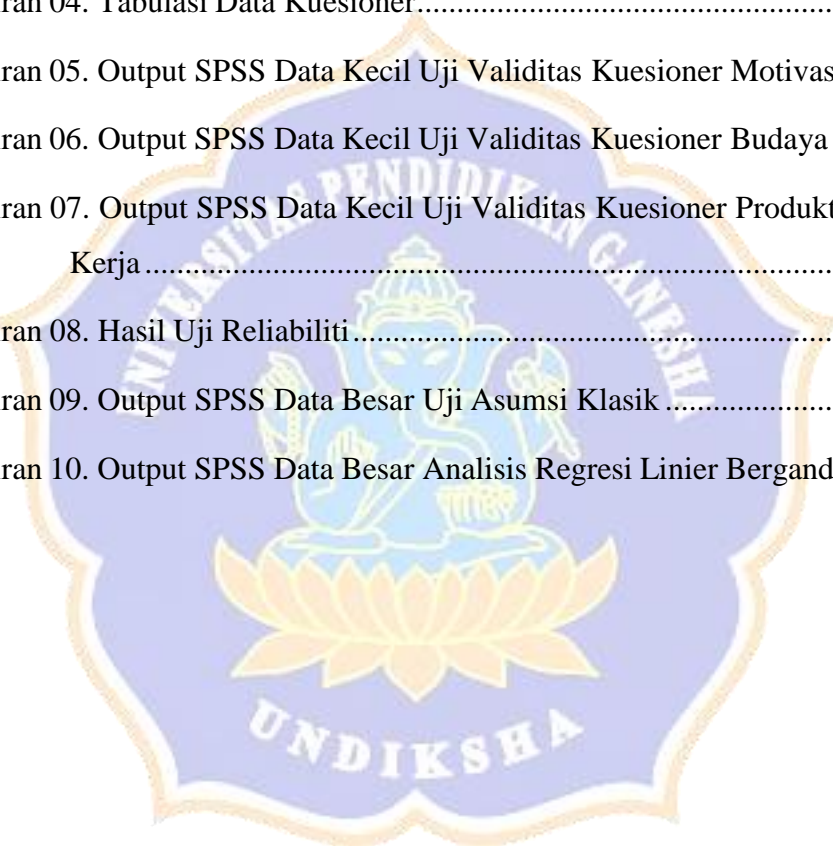 ran 04. Tabulasi Data Kuesioner
ran 05. Output SPSS Data Kecil Uji Validitas Kuesioner Motivas
ran 06. Output SPSS Data Kecil Uji Validitas Kuesioner Budaya
ran 07. Output SPSS Data Kecil Uji Validitas Kuesioner Produkt
Kerja
ran 08. Hasil Uji Reliabiliti
ran 09. Output SPSS Data Besar Uji Asumsi Klasik
ran 10. Output SPSS Data Besar Analisis Regresi Linier Bergand
UNIVERSITAS PENDIDIKAN GANESHA
UNDIKSHA